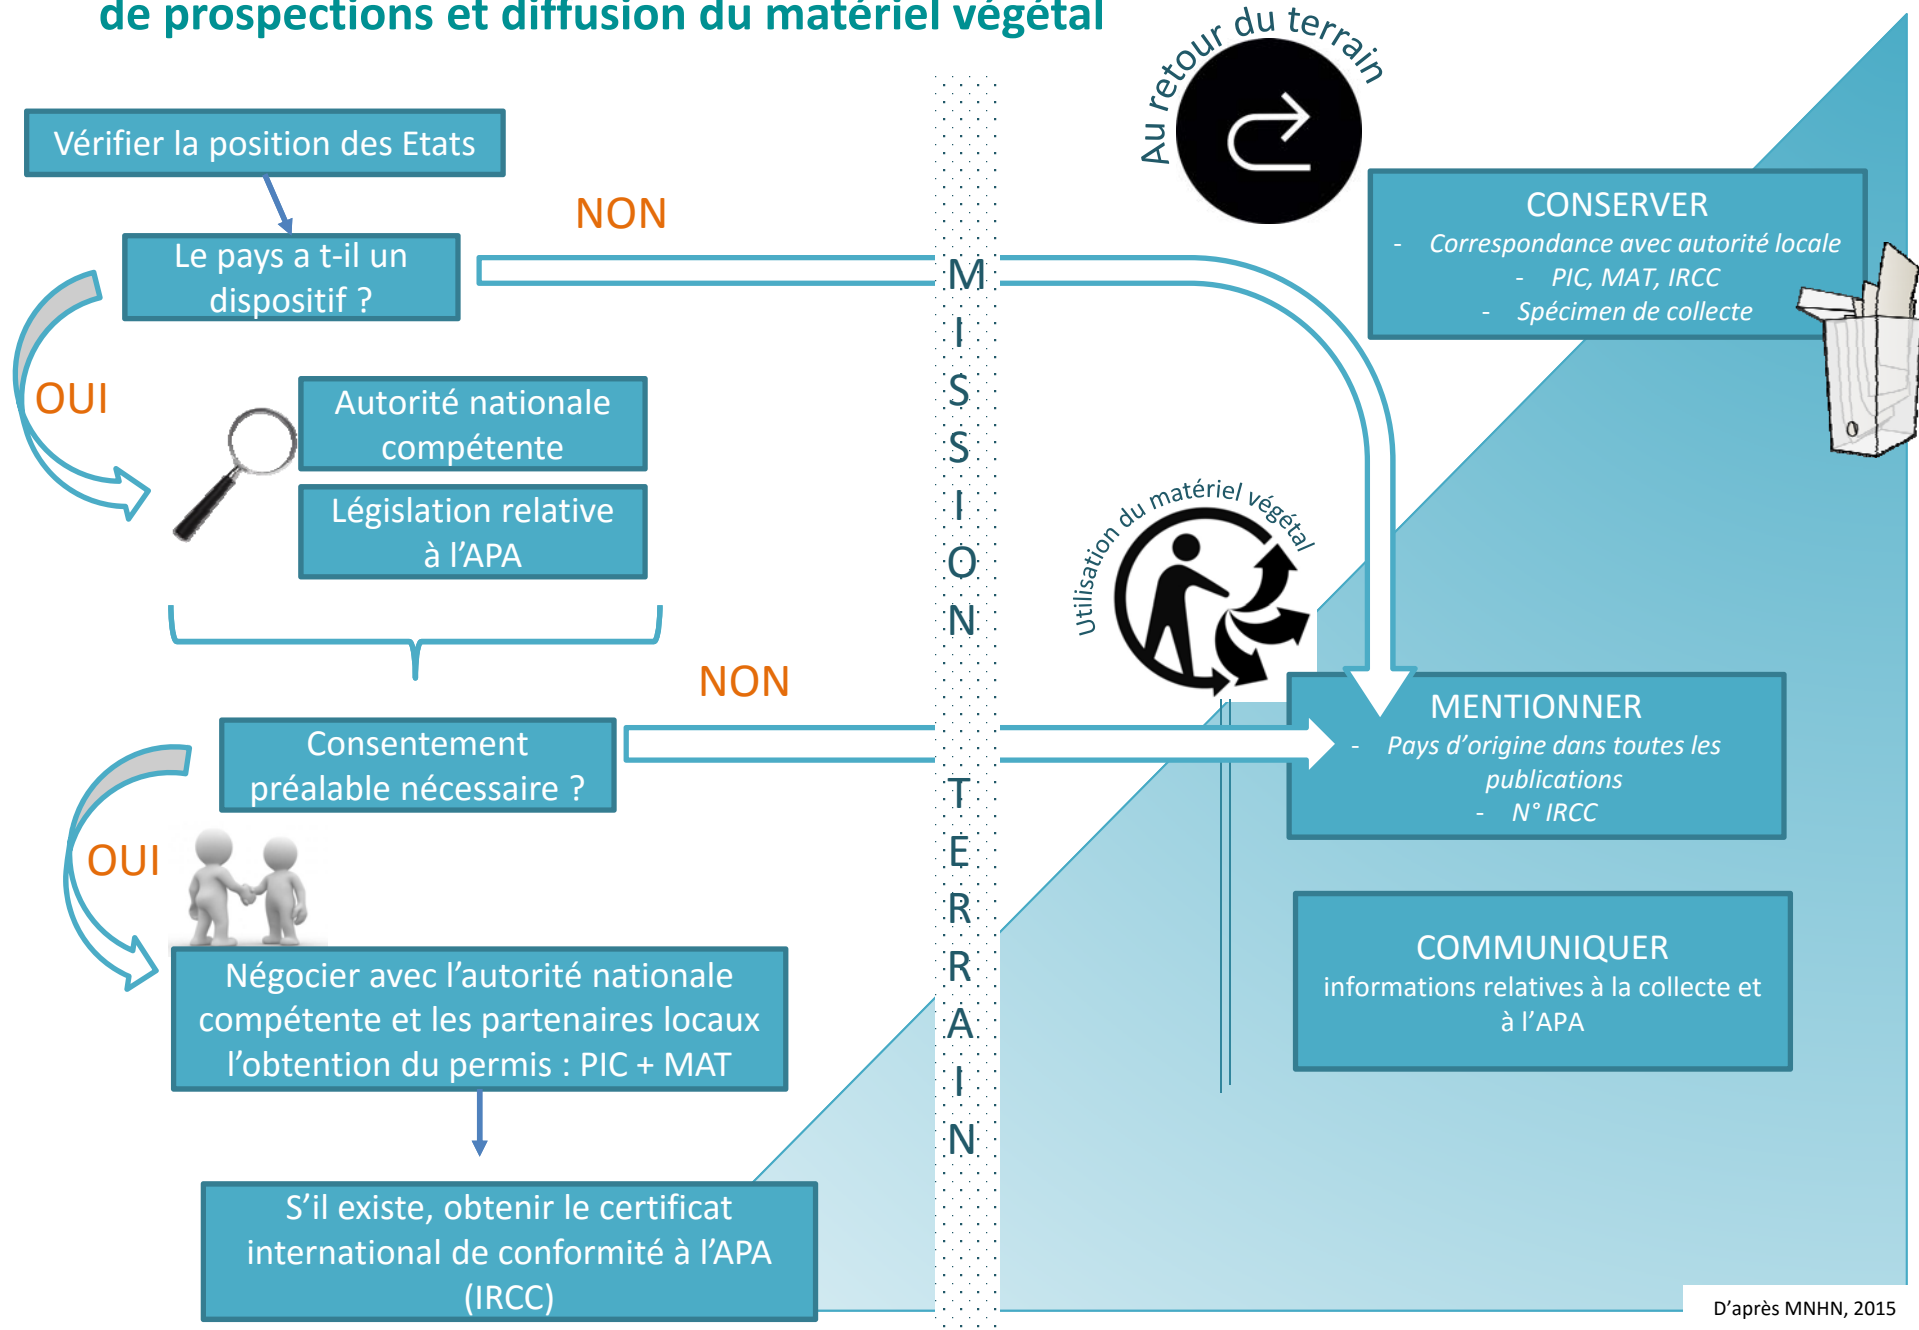 de prospections et diffusion du matériel végétal
Vérifier la position des Etats
Le pays a t-il un
dispositif ?
NON
OUI
Autorité nationale
compétente
Législation relative
à l'APA
Consentement
préalable nécessaire ?
NON
OUI
Négocier avec l'autorité nationale
compétente et les partenaires locaux
l'obtention du permis : PIC + MAT
S'il existe, obtenir le certificat
international de conformité à l'APA
(IRCC)
MISSION TERRAIN
Au retour du terrain
CONSERVER
- Correspondance avec autorité locale
- PIC, MAT, IRCC
- Spécimen de collecte
Utilisation du matériel végétal
MENTIONNER
- Pays d'origine dans toutes les
publications
- N° IRCC
COMMUNIQUER
informations relatives à la collecte et
à l'APA
D'après MNHN, 2015